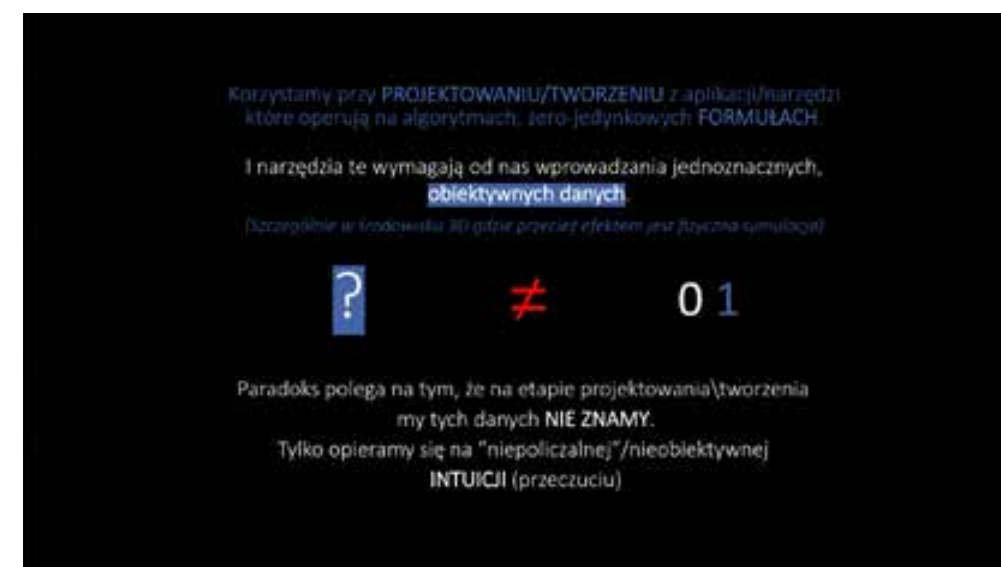 Korzystamy przy PROJEKTOWANIU/TWORZENIU z aplikacji/narzędzi
które operują na algorytmach, zero-jedynkowych FORMUŁACH.
I narzędzia te wymagają od nas wprowadzania jednoznacznych,
obiektywnych danych.
(Szczególnie w środowisku 3D gdzie przecież efektem jest fizyczna symulacja)
? ≠ 0 1
Paradoks polega na tym, że na etapie projektowania\tworzenia
my tych danych NIE ZNAMY.
Tylko opieramy się na "niepoliczalnej"/nieobiektywnej
INTUICJI (przeczuciu)